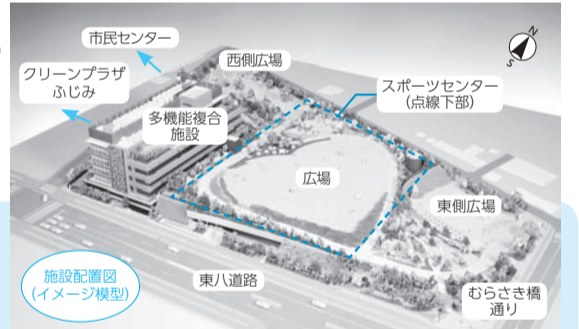 市民センター
西側広場
クリーンプラザ
ふじみ
スポーツセンター
(点線下部)
多機能複合
施設
広場
東側広場
施設配置図
(イメージ模型)
東八道路
むらさき橋
通り
N
S